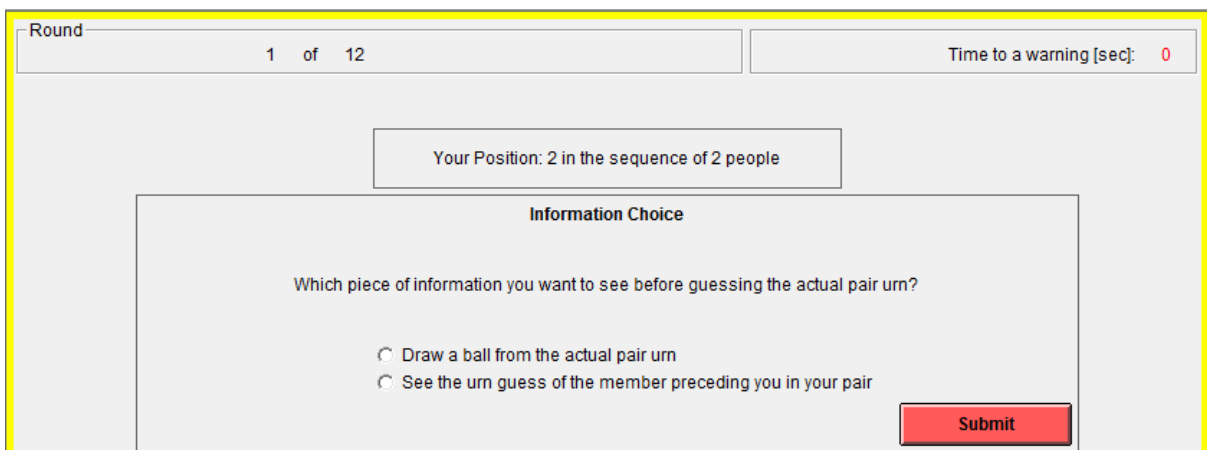 Round
1 of 12
Time to a warning [sec]: 0
Your Position: 2 in the sequence of 2 people
Information Choice
Which piece of information you want to see before guessing the actual pair urn?
Draw a ball from the actual pair urn
See the urn guess of the member preceding you in your pair
Submit